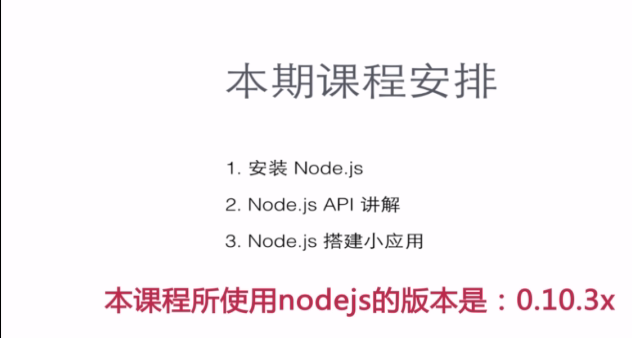 本期课程安排
1. 安装 Node.js
2. Node.js API 讲解
3. Node.js 搭建小应用
本课程所使用nodejs的版本是：0.10.3x